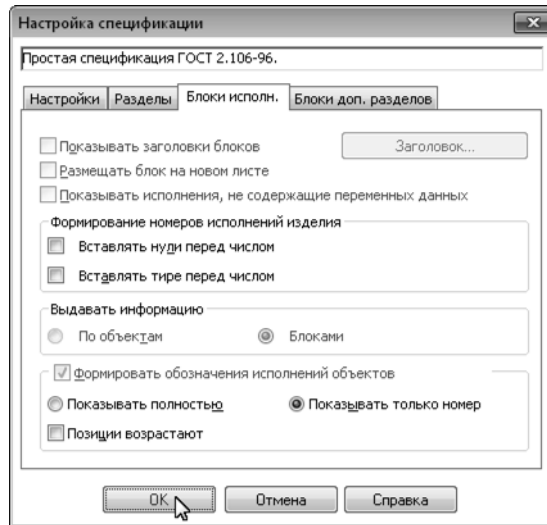 Настройка спецификации
Простая спецификация ГОСТ 2.106-96.
Настройки Разделы Блоки исполн. Блоки доп. разделов
Показывать заголовки блоков Заголовок...
Размещать блок на новом листе
Показывать исполнения, не содержащие переменных данных
Формирование номеров исполнений изделия
Вставлять нули перед числом
Вставлять тире перед числом
Выдавать информацию
По объектам Блоками
Формировать обозначения исполнений объектов
Показывать полностью Показывать только номер
Позиции возрастают
OK Отмена Справка